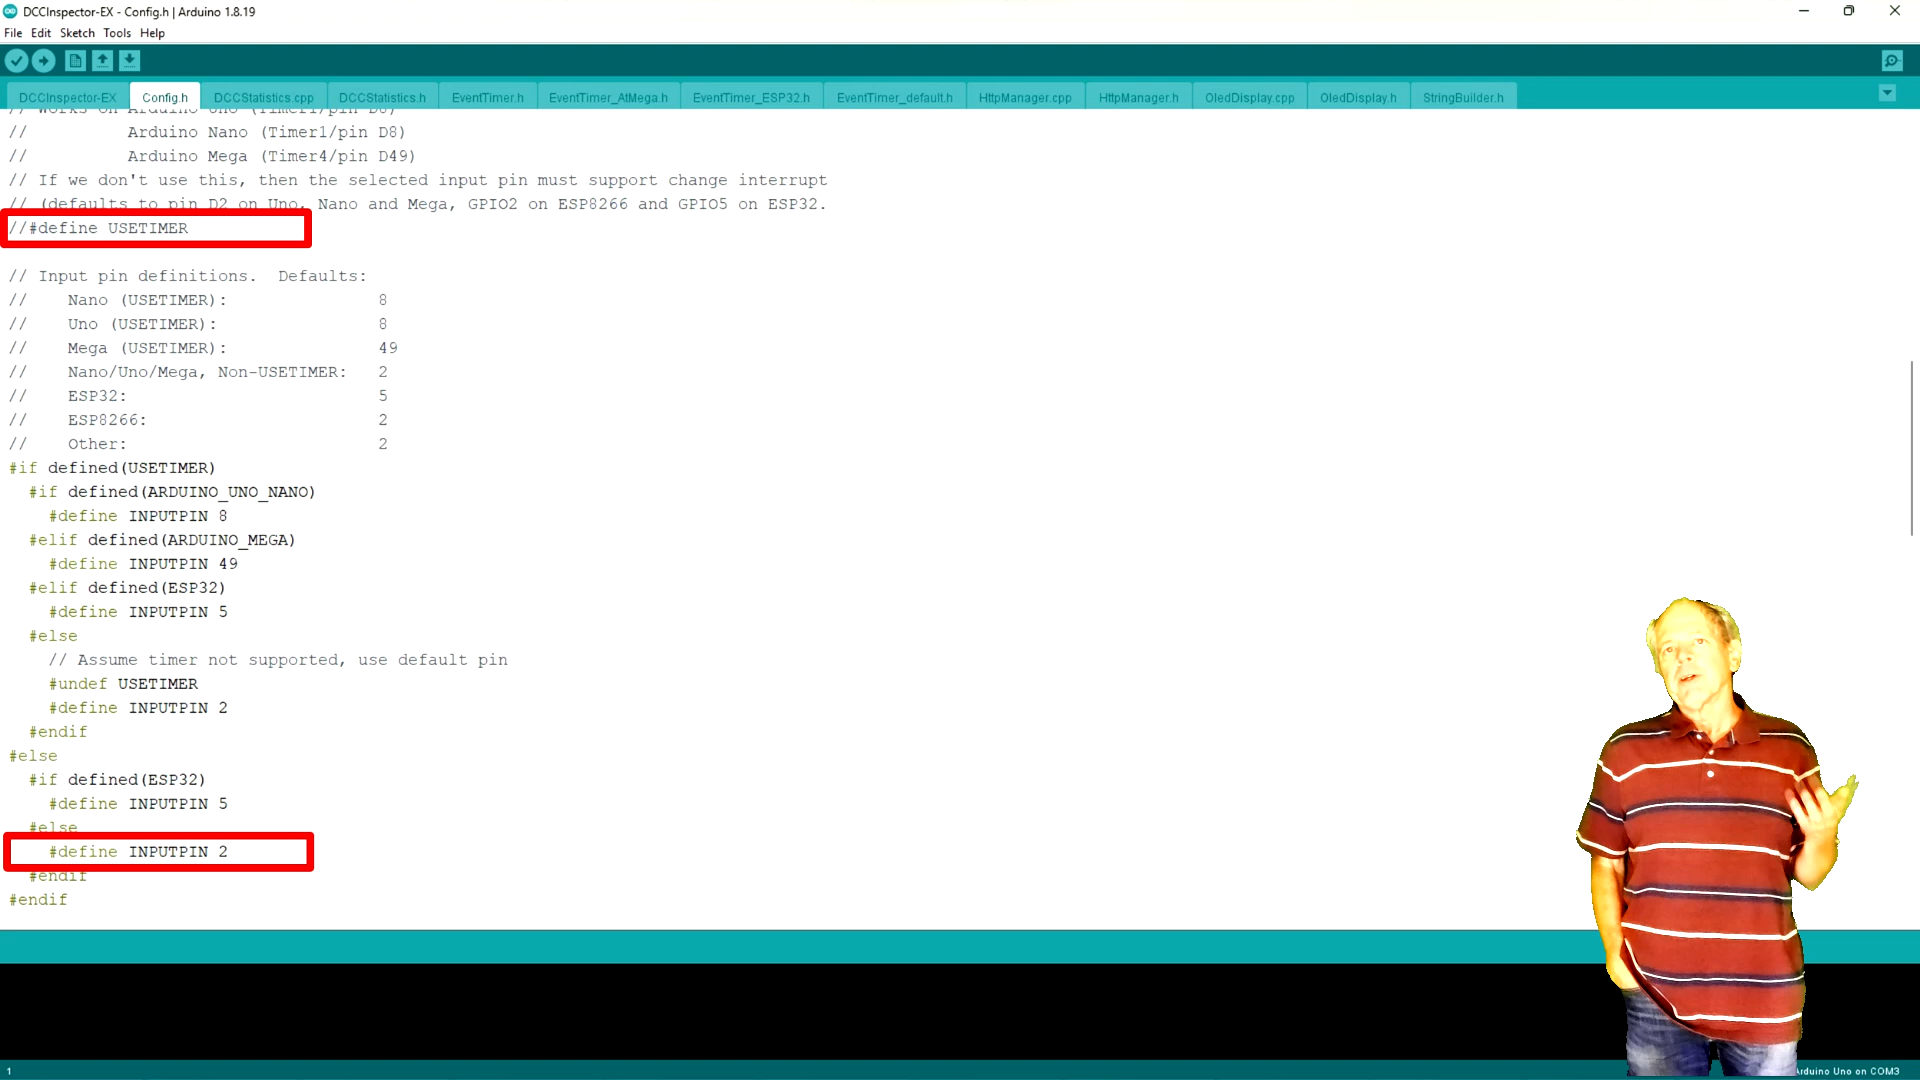 DCCInspector-EX - Config.h | Arduino 1.8.19
File Edit Sketch Tools Help
DCCInspector-EX Config.h DCCStatistics.cpp DCCStatistics.h EventTimer.h EventTimer_AtMega.h EventTimer_ESP32.h EventTimer_default.h HttpManager.cpp HttpManager.h OledDisplay.cpp OledDisplay.h StringBuilder.h
// Works on Arduino Uno (Timer1/pin D8)
// Arduino Nano (Timer1/pin D8)
// Arduino Mega (Timer4/pin D49)
// If we don't use this, then the selected input pin must support change interrupt
// (defaults to pin D2 on Uno, Nano and Mega, GPIO2 on ESP8266 and GPIO5 on ESP32.
//#define USETIMER
// Input pin definitions. Defaults:
// Nano (USETIMER): 8
// Uno (USETIMER): 8
// Mega (USETIMER): 49
// Nano/Uno/Mega, Non-USETIMER: 2
// ESP32: 5
// ESP8266: 2
// Other: 2
#if defined(USETIMER)
#if defined(ARDUINO_UNO_NANO)
#define INPUTPIN 8
#elif defined(ARDUINO_MEGA)
#define INPUTPIN 49
#elif defined(ESP32)
#define INPUTPIN 5
#else
// Assume timer not supported, use default pin
#undef USETIMER
#define INPUTPIN 2
#endif
#else
#if defined(ESP32)
#define INPUTPIN 5
#else
#define INPUTPIN 2
#endif
#endif
1
Arduino Uno on COM3